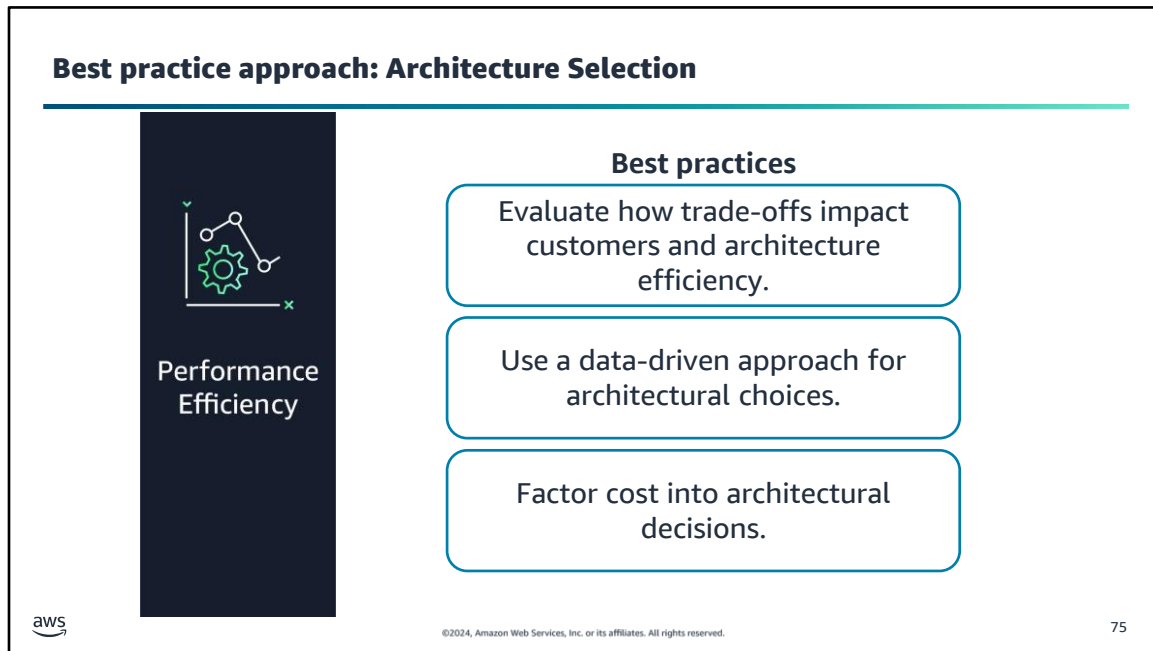 Best practice approach: Architecture Selection
Performance
Efficiency
Best practices
Evaluate how trade-offs impact
customers and architecture
efficiency.
Use a data-driven approach for
architectural choices.
Factor cost into architectural
decisions.
aws
©2024, Amazon Web Services, Inc. or its affiliates. All rights reserved.
75